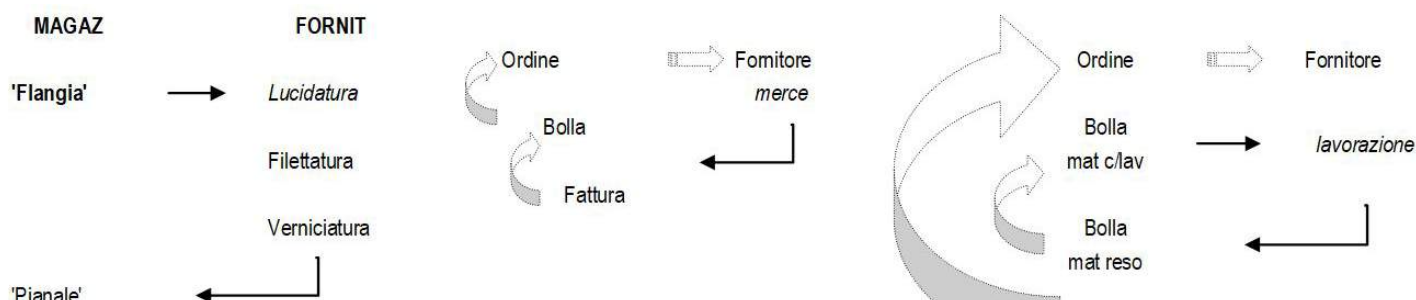 MAGAZ
FORNIT
'Flangia'
Lucidatura
Filettatura
Verniciatura
'Pianale'
Ordine
Fornitore
merce
Bolla
Fattura
Ordine
Fornitore
Bolla
mat c/lav
lavorazione
Bolla
mat reso